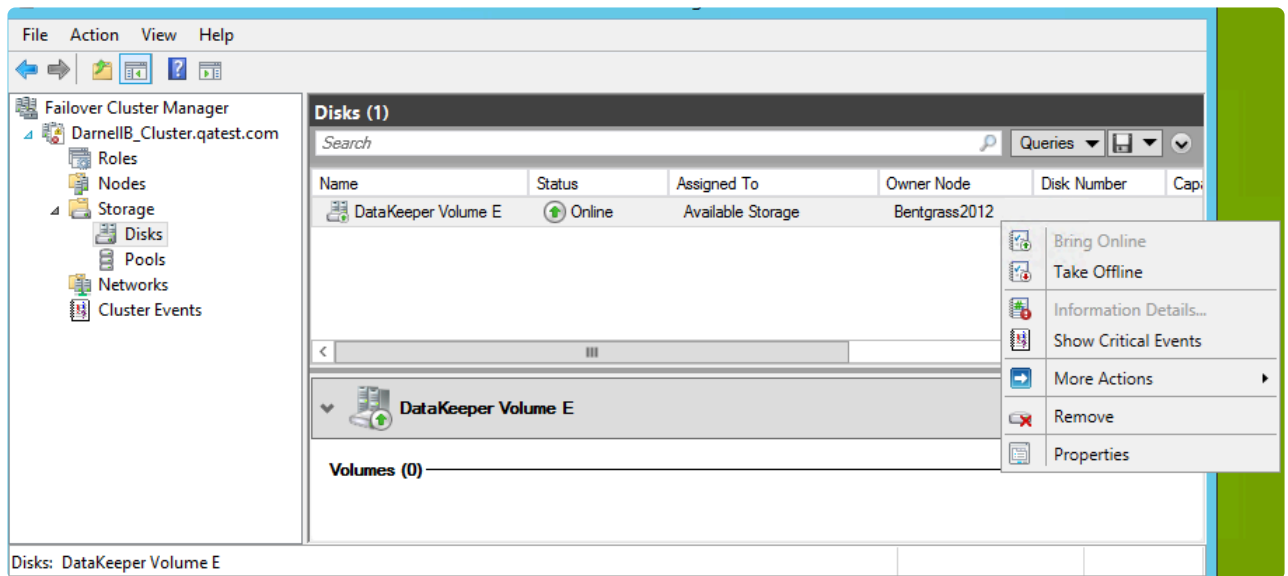 File Action View Help
Failover Cluster Manager
DarnellB_Cluster.qatest.com
Roles
Nodes
Storage
Disks
Pools
Networks
Cluster Events
Disks (1)
Search
Queries
Name Status Assigned To Owner Node Disk Number Capa
DataKeeper Volume E Online Available Storage Bentgrass2012
Bring Online
Take Offline
Information Details...
Show Critical Events
More Actions
Remove
Properties
DataKeeper Volume E
Volumes (0)
Disks: DataKeeper Volume E